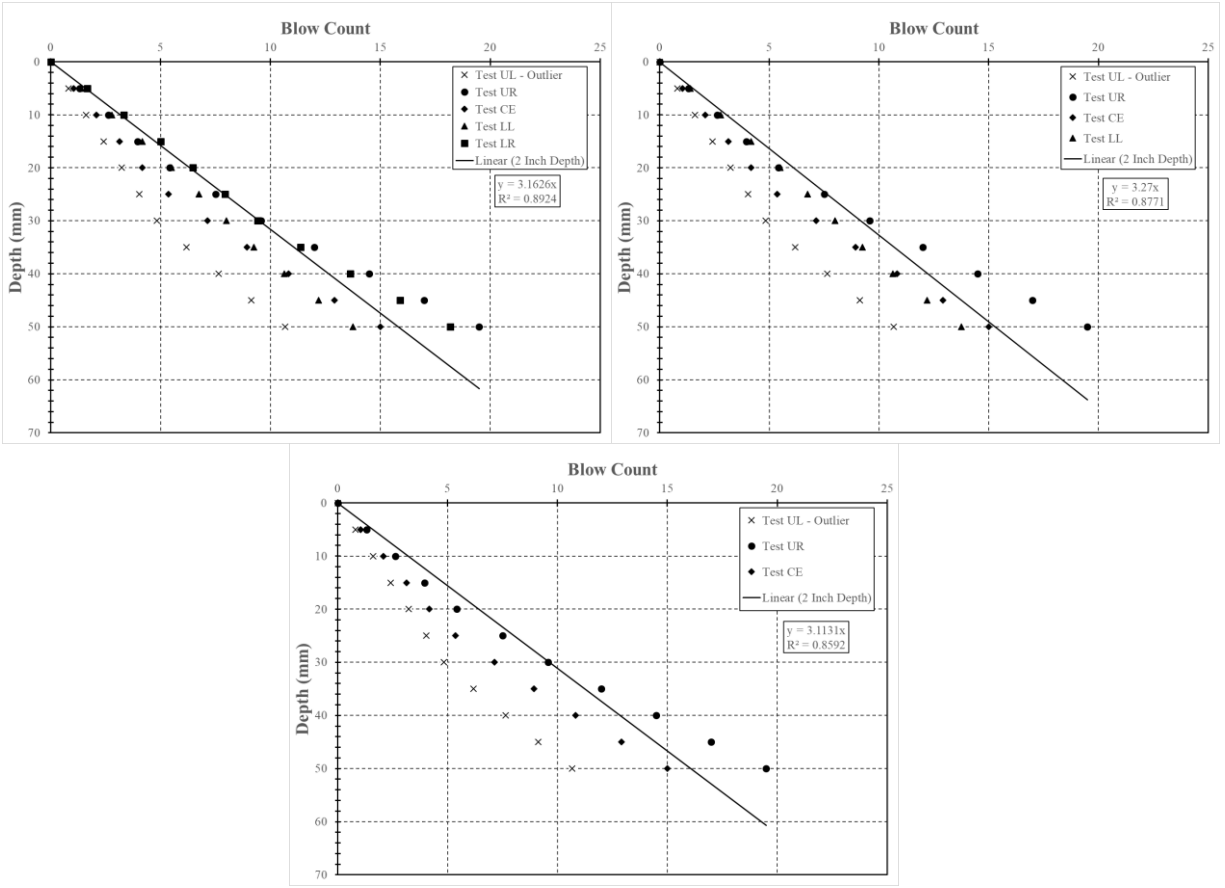 Blow Count
0 5 10 15 20 25
0
10
20
30
40
50
60
70
Depth (mm)
Test UL - Outlier
Test UR
Test CE
Test LL
Test LR
Linear (2 Inch Depth)
y = 3.1626x
R² = 0.8924
Blow Count
0 5 10 15 20 25
0
10
20
30
40
50
60
70
Depth (mm)
Test UL - Outlier
Test UR
Test CE
Test LL
Linear (2 Inch Depth)
y = 3.27x
R² = 0.8771
Blow Count
0 5 10 15 20 25
0
10
20
30
40
50
60
70
Depth (mm)
Test UL - Outlier
Test UR
Test CE
Linear (2 Inch Depth)
y = 3.1131x
R² = 0.8592